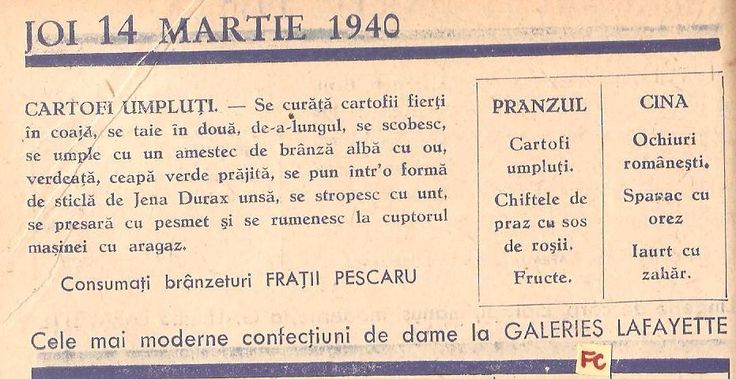 JOI 14 MARTIE 1940
CARTOFI UMPLUȚI. — Se curăță cartofii fierți
în coajă, se taie în două, de-a-lungul, se scobesc,
se umple cu un amestec de brânză albă cu ou,
verdeață, ceapă verde prăjită, se pun într'o formă
de sticlă de Jena Durax unsă, se stropesc cu unt,
se presară cu pesmet și se rumenesc la cuptorul
mașinei cu aragaz.
Consumați brânzeturi FRAȚII PESCARU
PRANZUL
Cartofi
umpluți.
Chiftele de
praz cu sos
de roșii.
Fructe.
CINA
Ochiuri
românești.
Spanac cu
orez
Iaurt cu
zahăr.
Cele mai moderne confecțiuni de dame la GALERIES LAFAYETTE
FC